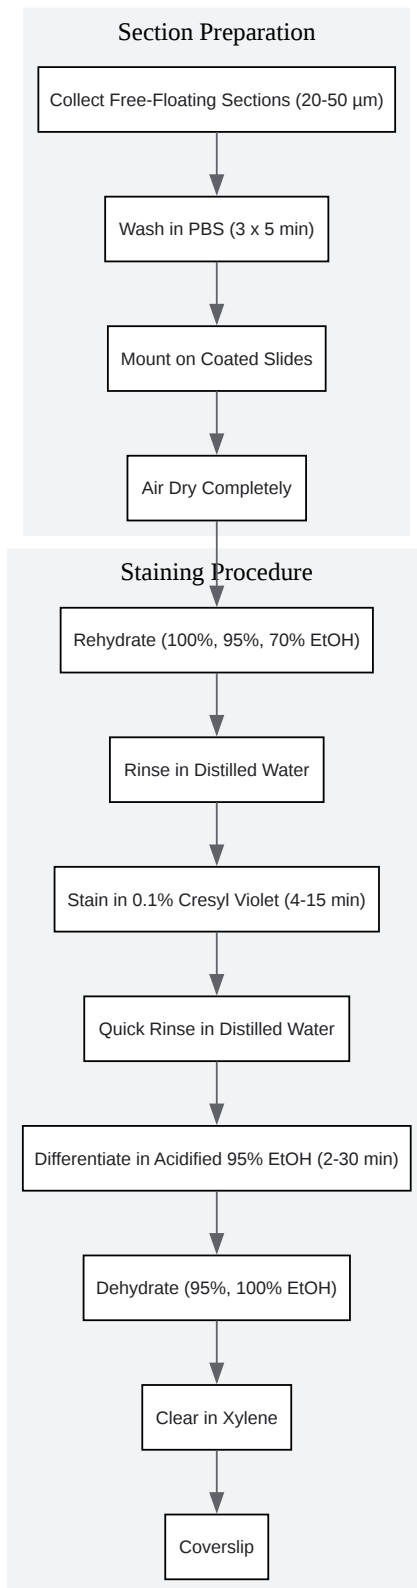 Section Preparation
Collect Free-Floating Sections (20-50 µm)
Wash in PBS (3 x 5 min)
Mount on Coated Slides
Air Dry Completely
Staining Procedure
Rehydrate (100%, 95%, 70% EtOH)
Rinse in Distilled Water
Stain in 0.1% Cresyl Violet (4-15 min)
Quick Rinse in Distilled Water
Differentiate in Acidified 95% EtOH (2-30 min)
Dehydrate (95%, 100% EtOH)
Clear in Xylene
Coverslip